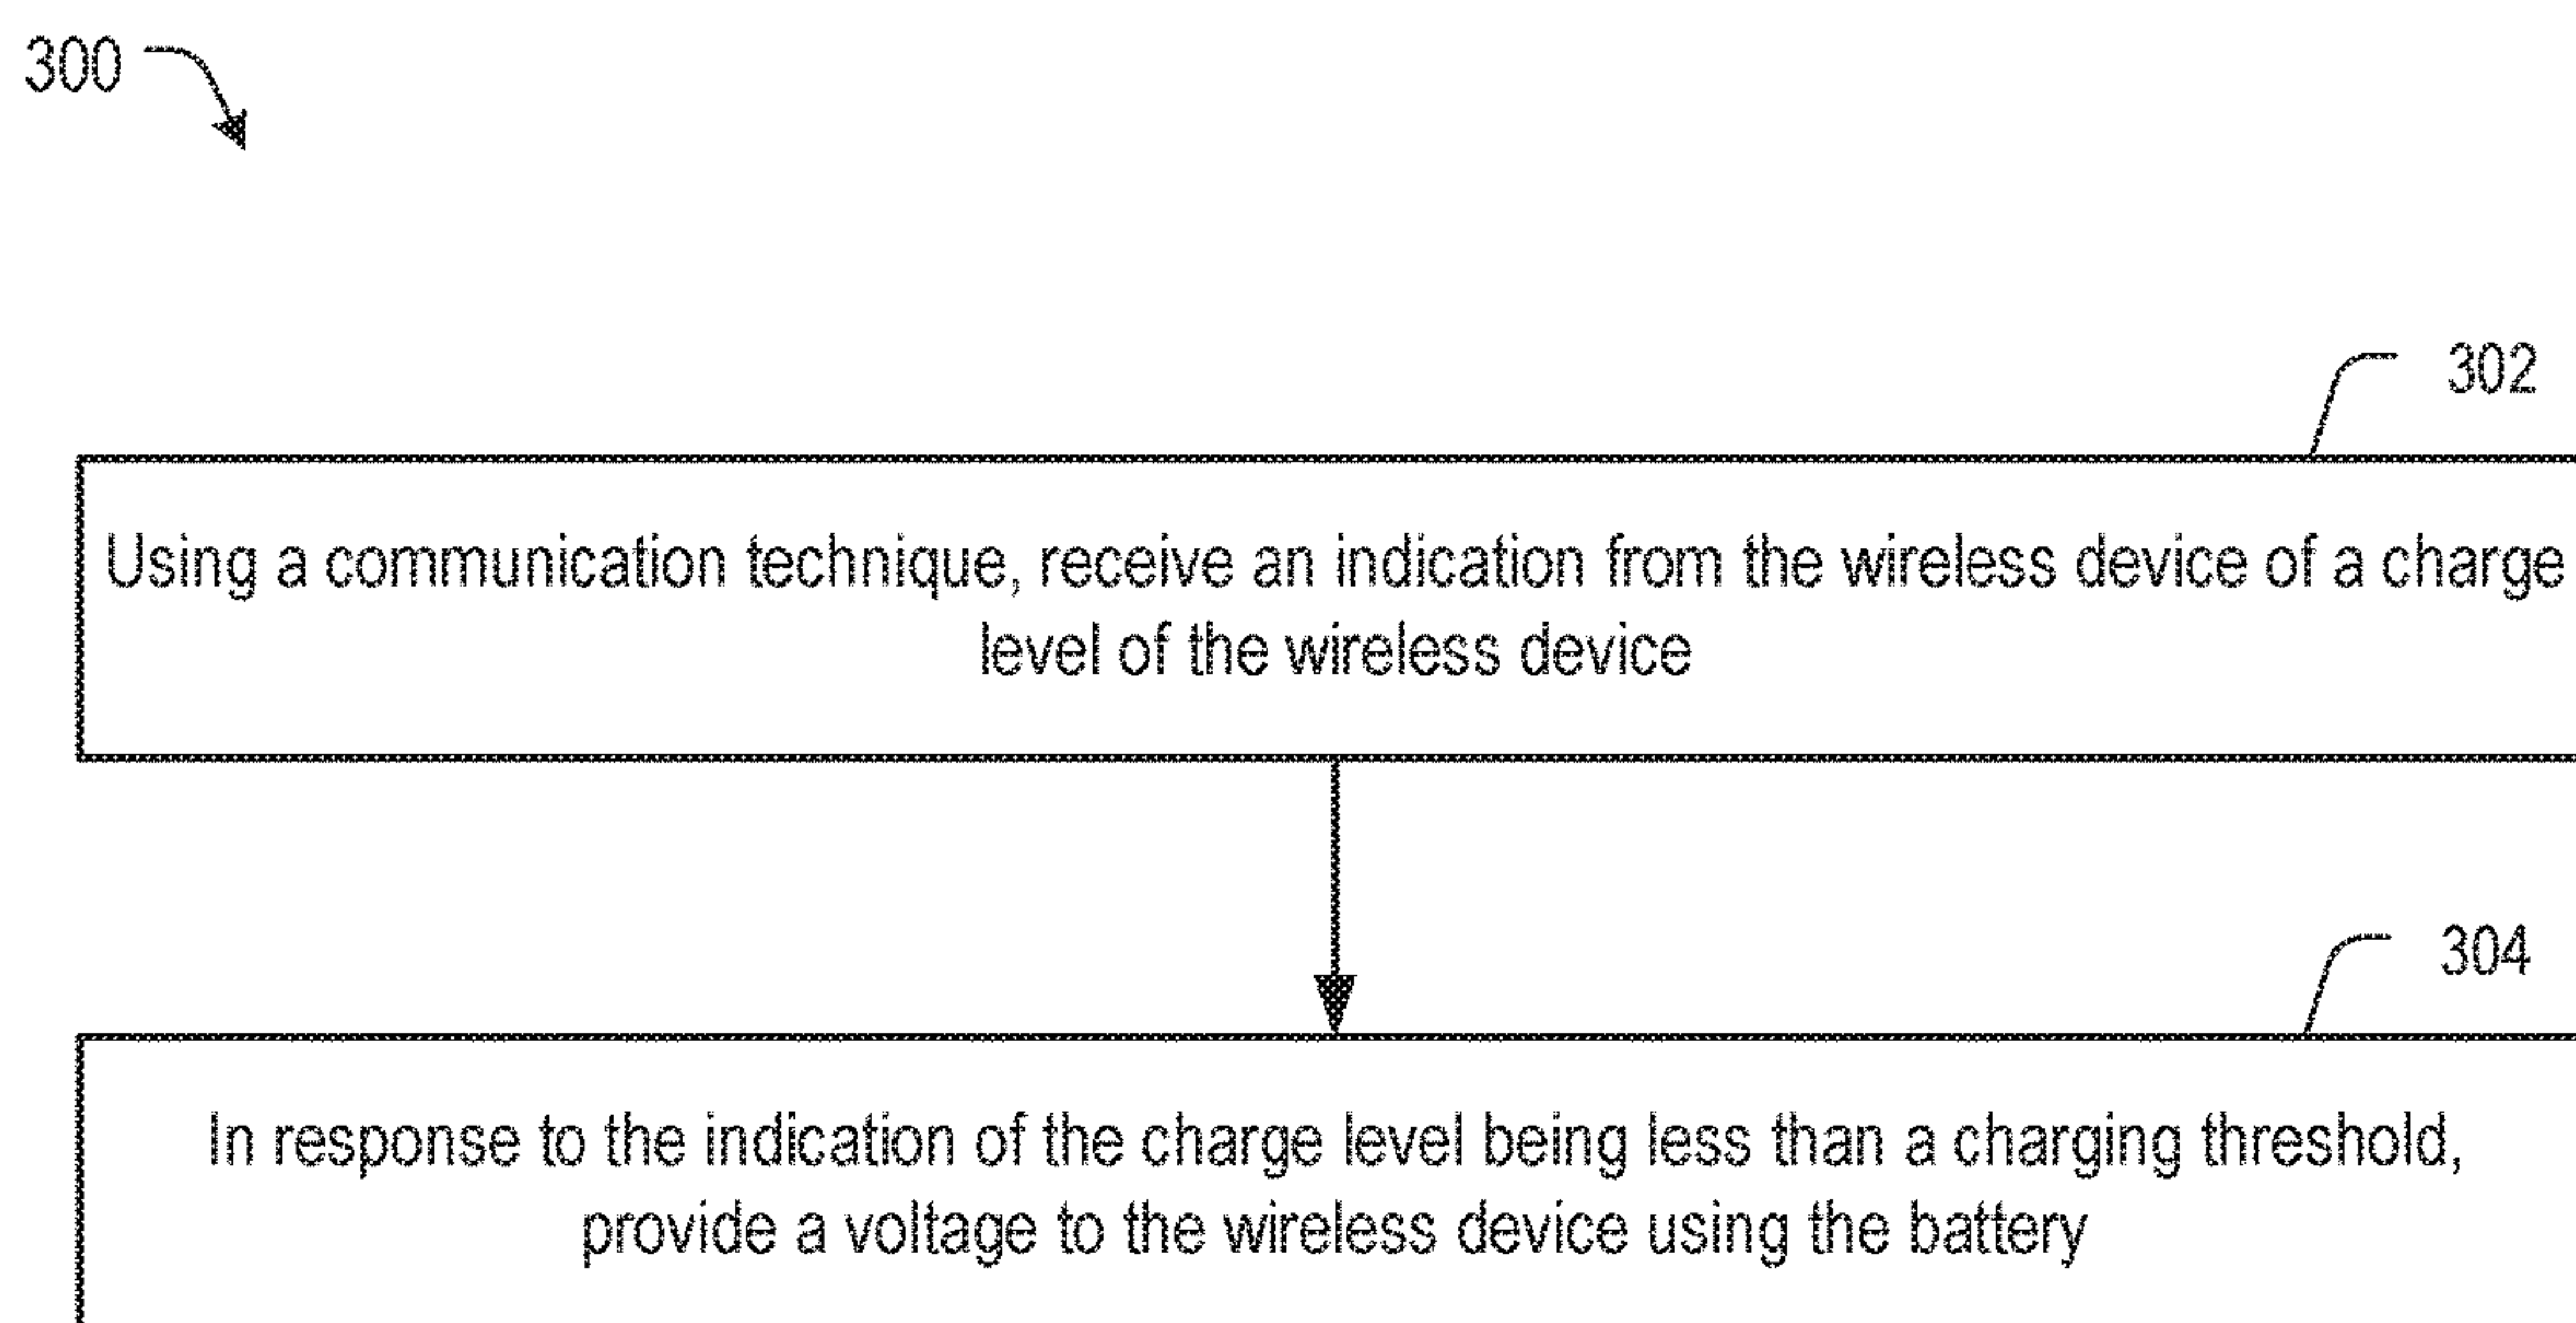 300
302
Using a communication technique, receive an indication from the wireless device of a charge
level of the wireless device
304
In response to the indication of the charge level being less than a charging threshold,
provide a voltage to the wireless device using the battery